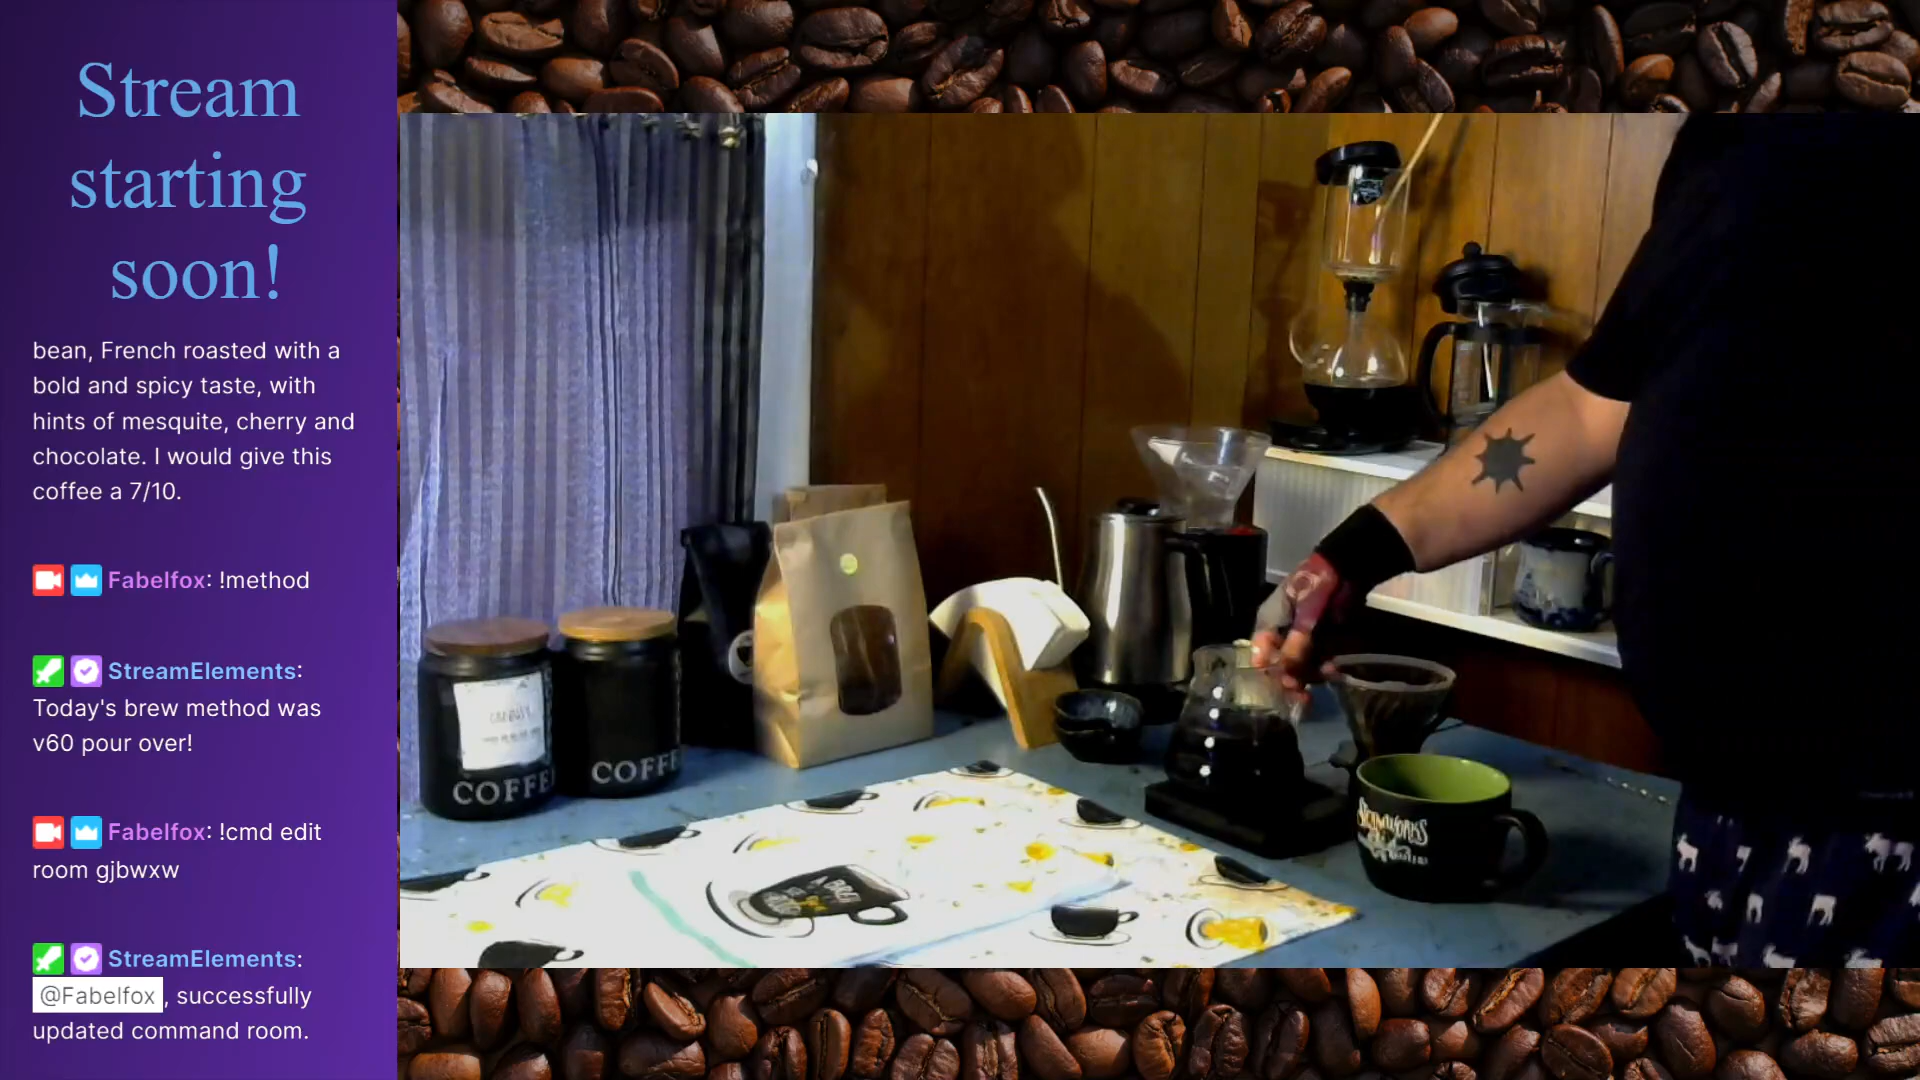 Stream
starting
soon!
bean, French roasted with a
bold and spicy taste, with
hints of mesquite, cherry and
chocolate. I would give this
coffee a 7/10.
Fabelfox: !method
StreamElements:
Today's brew method was
v60 pour over!
Fabelfox: !cmd edit
room gjbwxw
StreamElements:
@Fabelfox, successfully
updated command room.
COFFE
COFFE